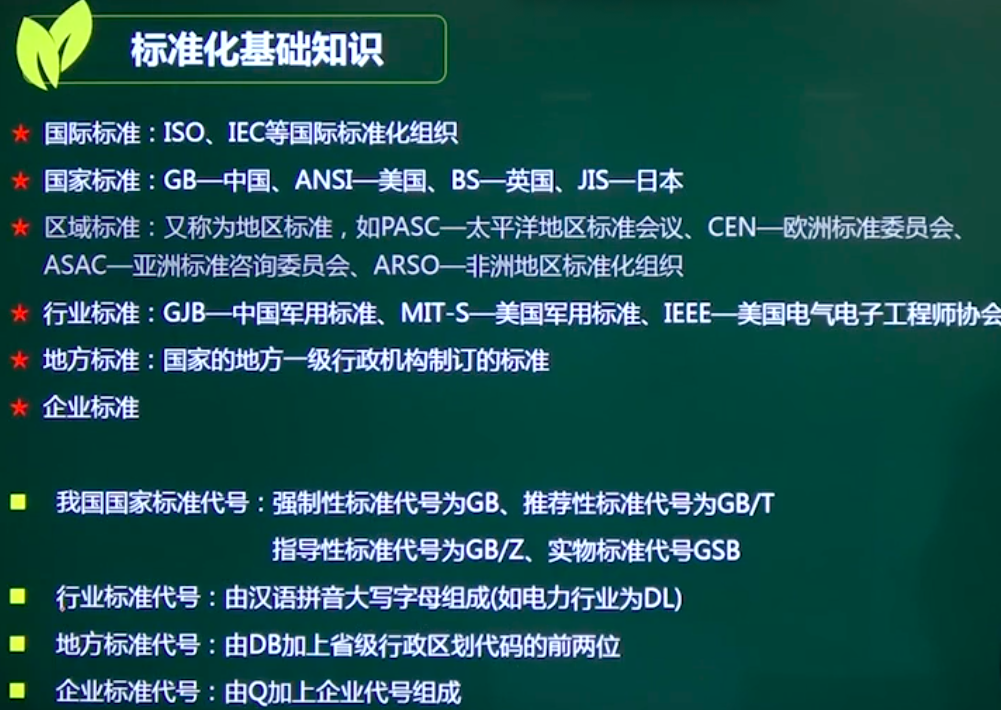 标准化基础知识
国际标准：ISO、IEC等国际标准化组织
国家标准：GB—中国、ANSI—美国、BS—英国、JIS—日本
区域标准：又称为地区标准，如PASC—太平洋地区标准会议、CEN—欧洲标准委员会、
ASAC—亚洲标准咨询委员会、ARSO—非洲地区标准化组织
行业标准：GJB—中国军用标准、MIT-S—美国军用标准、IEEE—美国电气电子工程师协会
地方标准：国家的地方一级行政机构制订的标准
企业标准
我国国家标准代号：强制性标准代号为GB、推荐性标准代号为GB/T
指导性标准代号为GB/Z、实物标准代号GSB
行业标准代号：由汉语拼音大写字母组成(如电力行业为DL)
地方标准代号：由DB加上省级行政区划代码的前两位
企业标准代号：由Q加上企业代号组成